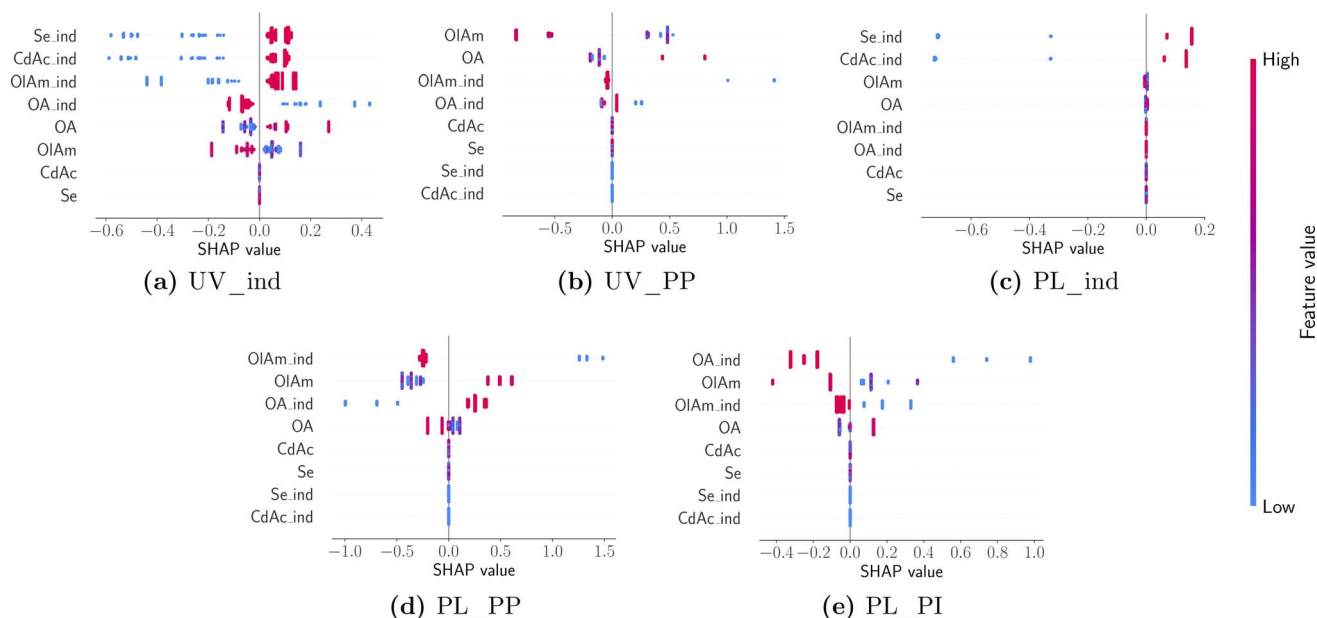 Se_ind
CdAc_ind
OlAm_ind
OA_ind
OA
OlAm
CdAc
Se
−0.6 −0.4 −0.2 0.0 0.2 0.4
SHAP value
(a) UV_ind
OlAm
OA
OlAm_ind
OA_ind
CdAc
Se
Se_ind
CdAc_ind
−0.5 0.0 0.5 1.0 1.5
SHAP value
(b) UV_PP
Se_ind
CdAc_ind
OlAm
OA
OlAm_ind
OA_ind
CdAc
Se
−0.6 −0.4 −0.2 0.0 0.2
SHAP value
(c) PL_ind
High
Feature value
Low
OlAm_ind
OlAm
OA_ind
OA
CdAc
Se
Se_ind
CdAc_ind
−1.0 −0.5 0.0 0.5 1.0 1.5
SHAP value
(d) PL PP
OA_ind
OlAm
OlAm_ind
OA
CdAc
Se
Se_ind
CdAc_ind
−0.4 −0.2 0.0 0.2 0.4 0.6 0.8 1.0
SHAP value
(e) PL PI